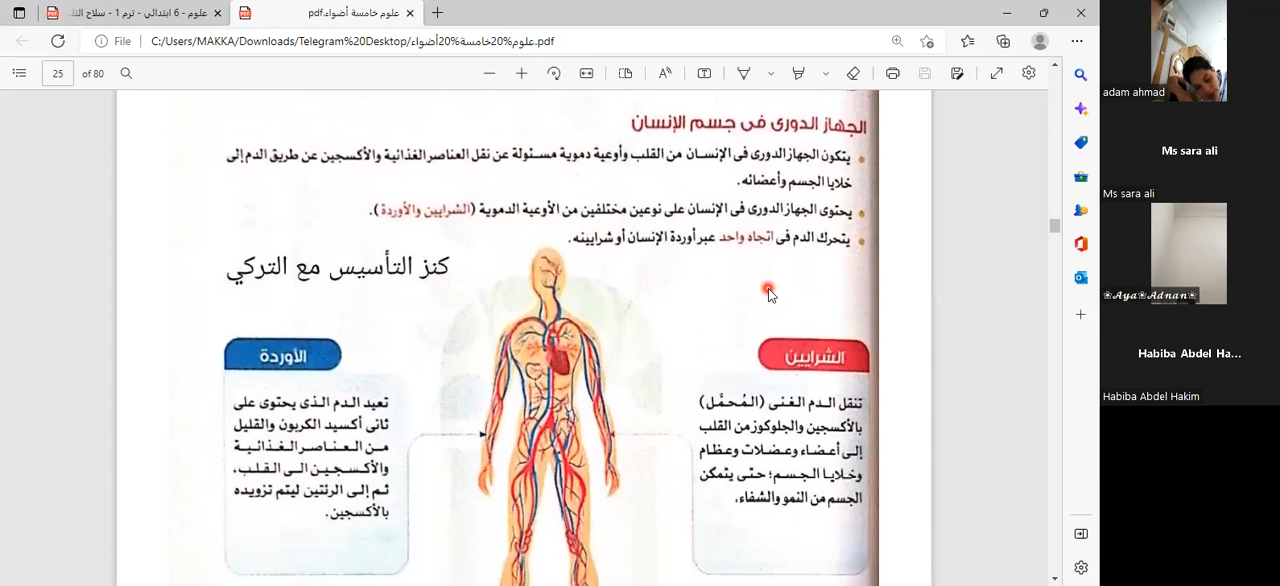 علوم - 6 ابتدائي - ترم 1 - سلاح التل
علوم خامسة أضواء.pdf
File
C:/Users/MAKKA/Downloads/Telegram%20Desktop/علوم%20خامسة%20أضواء.pdf
25 of 80
الجهاز الدورى فى جسم الإنسان
يتكون الجهاز الدورى فى الإنسان من القلب وأوعية دموية مسئولة عن نقل العناصر الغذائية والأكسجين عن طريق الدم إلى
خلايا الجسم وأعضائه.
يحتوى الجهاز الدورى فى الإنسان على نوعين مختلفين من الأوعية الدموية (الشرايين والأوردة).
يتحرك الدم فى اتجاه واحد عبر أوردة الإنسان أو شرايينه.
كنز التأسيس مع التركي
الشرايين
تنقل الدم الغنى (المُحمَّل)
بالأكسجين والجلوكوز من القلب
إلى أعضاء وعضلات وعظام
وخلايا الجسم؛ حتى يتمكن
الجسم من النمو والشفاء.
الأوردة
تعيد الدم الذى يحتوى على
ثانى أكسيد الكربون والقليل
من العناصر الغذائية
والأكسجين الى القلب،
ثم إلى الرئتين ليتم تزويده
بالأكسجين.
adam ahmad
Ms sara ali
Ms sara ali
❀𝓐𝔂𝓪❀𝓐𝓭𝓷𝓪𝓷❀
Habiba Abdel Ha...
Habiba Abdel Hakim